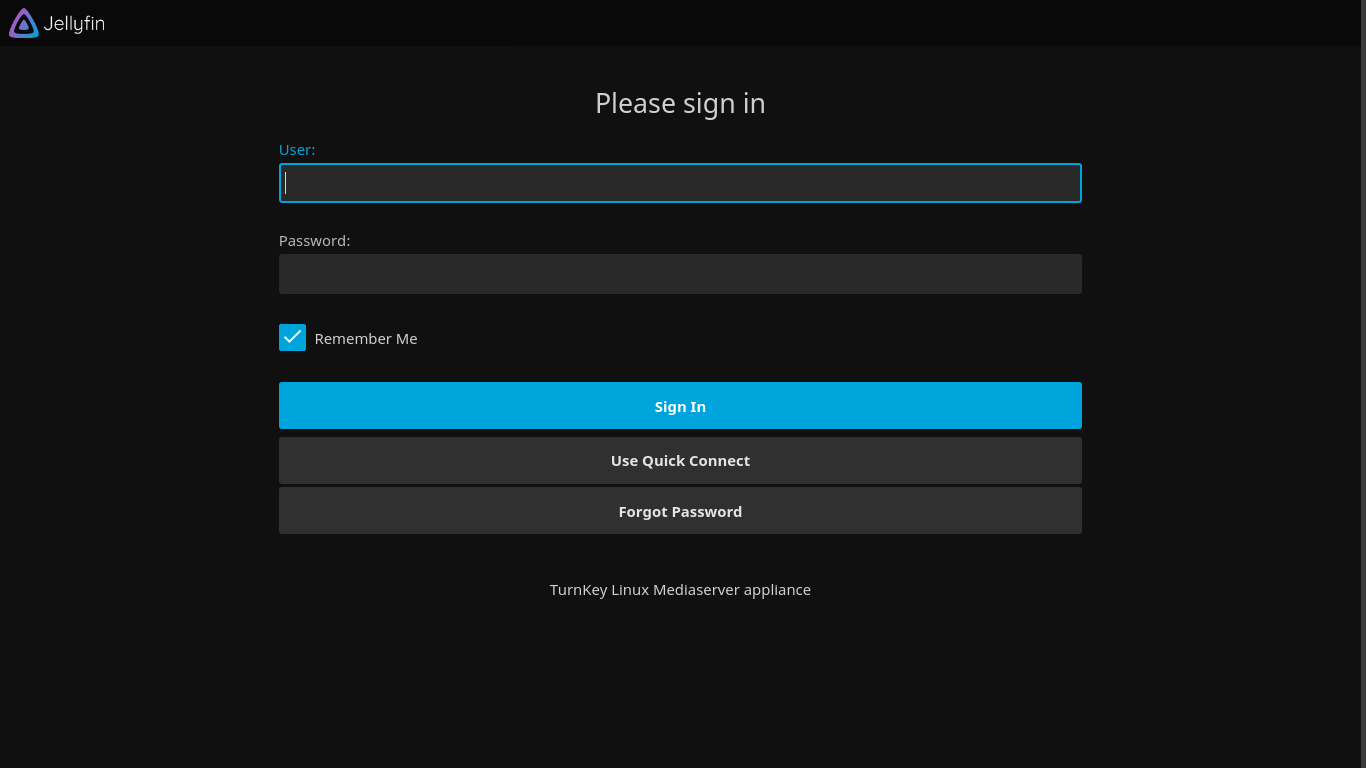 Jellyfin
Please sign in
User:
Password:
Remember Me
Sign In
Use Quick Connect
Forgot Password
TurnKey Linux Mediaserver appliance